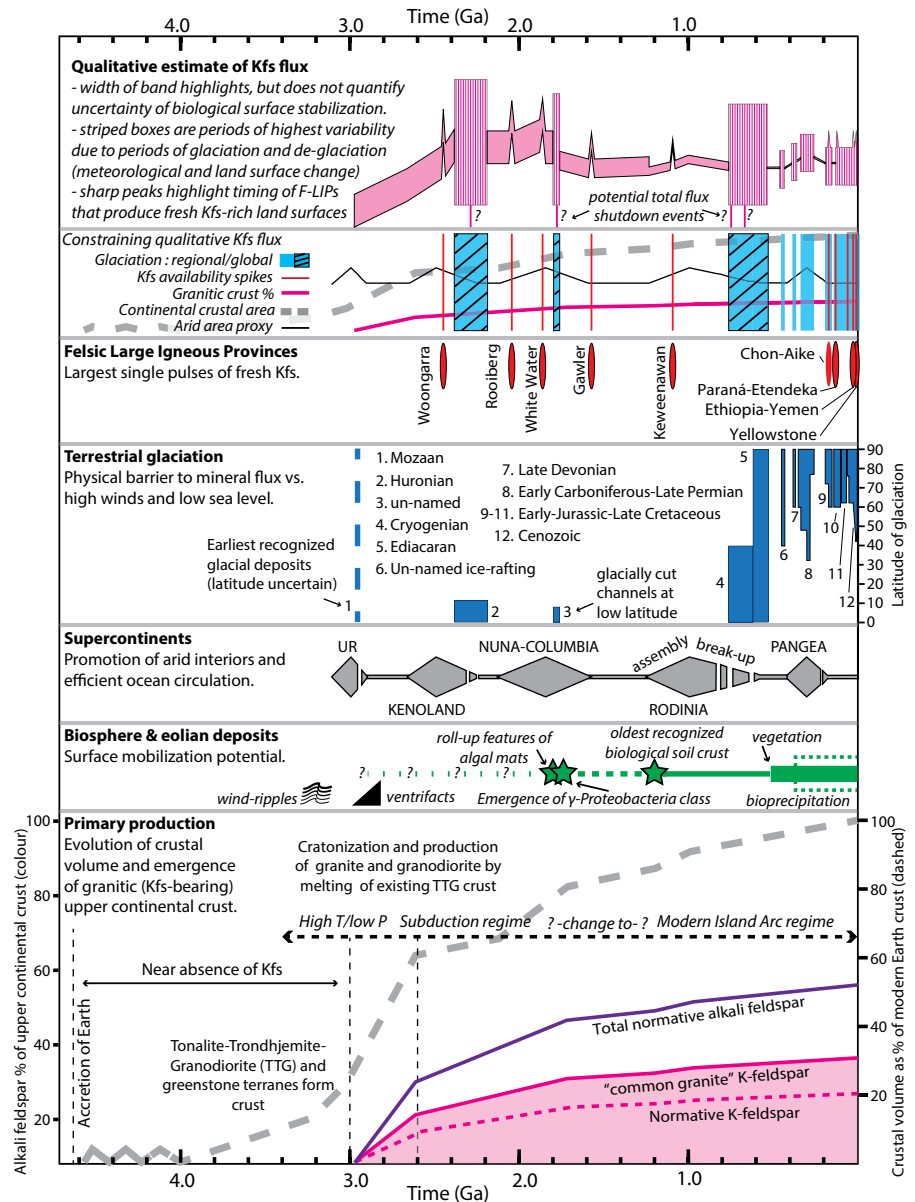 Time (Ga)
4.0
3.0
2.0
1.0
Qualitative estimate of Kfs flux
- width of band highlights, but does not quantify
uncertainty of biological surface stabilization.
- striped boxes are periods of highest variability
due to periods of glaciation and de-glaciation
(meteorological and land surface change)
- sharp peaks highlight timing of F-LIPs
that produce fresh Kfs-rich land surfaces
?
? potential total flux ?
shutdown events
Constraining qualitative Kfs flux
Glaciation : regional/global
Kfs availability spikes
Granitic crust %
Continental crustal area
Arid area proxy
Felsic Large Igneous Provinces
Largest single pulses of fresh Kfs.
Woongarra
Rooiberg
White Water
Gawler
Keweenawan
Chon-Aike
Paraná-Etendeka
Ethiopia-Yemen
Yellowstone
Terrestrial glaciation
Physical barrier to mineral flux vs.
high winds and low sea level.
Earliest recognized
glacial deposits
(latitude uncertain)
1
1. Mozaan
2. Huronian
3. un-named
4. Cryogenian
5. Ediacaran
6. Un-named ice-rafting
7. Late Devonian
8. Early Carboniferous-Late Permian
9-11. Early-Jurassic-Late Cretaceous
12. Cenozoic
2
3
glacially cut
channels at
low latitude
4
5
6
7
8
9
10
11
12
90
80
70
60
50
40
30
20
10
0
Latitude of glaciation
Supercontinents
Promotion of arid interiors and
efficient ocean circulation.
UR
KENOLAND
NUNA-COLUMBIA
assembly
break-up
RODINIA
PANGEA
Biosphere & eolian deposits
Surface mobilization potential.
wind-ripples
ventrifacts
? ? ? ?
roll-up features of
algal mats
Emergence of γ-Proteobacteria class
oldest recognized
biological soil crust
vegetation
bioprecipitation
Primary production
Evolution of crustal
volume and emergence
of granitic (Kfs-bearing)
upper continental crust.
Cratonization and production
of granite and granodiorite by
melting of existing TTG crust
High T/low P Subduction regime ? -change to- ? Modern Island Arc regime
Near absence of Kfs
Accretion of Earth
Tonalite-Trondhjemite-
Granodiorite (TTG) and
greenstone terranes form
crust
Total normative alkali feldspar
“common granite” K-feldspar
Normative K-feldspar
100
80
60
40
20
Alkali feldspar % of upper continental crust (colour)
100
80
60
40
20
Crustal volume as % of modern Earth crust (dashed)
4.0
3.0
2.0
1.0
Time (Ga)